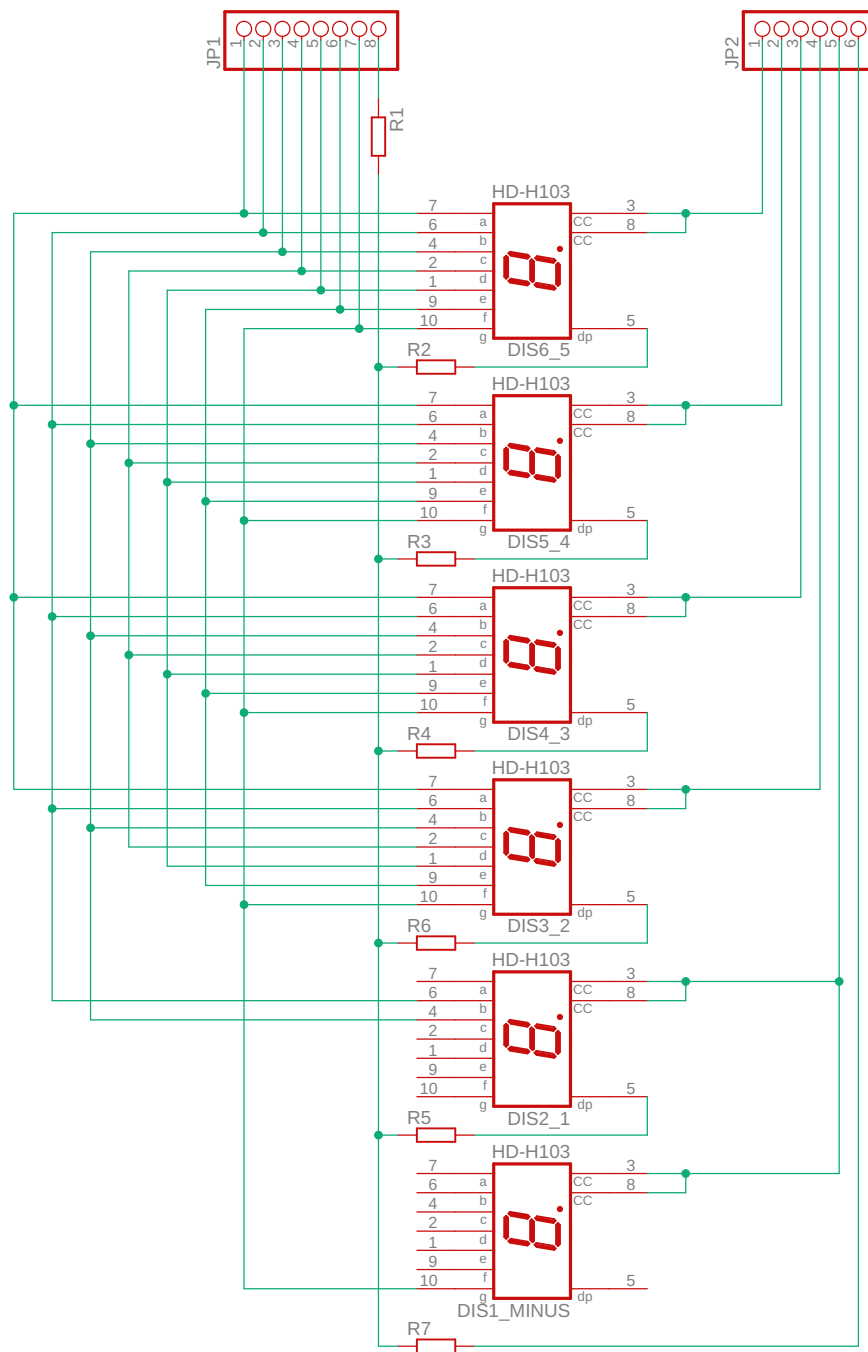 JP1
1 2 3 4 5 6 7 8
JP2
1 2 3 4 5 6
R1
HD-H103
7 a CC 3
6 b CC 8
4 c
2 d
1 e
9 f
10 g dp 5
DIS6_5
R2
HD-H103
7 a CC 3
6 b CC 8
4 c
2 d
1 e
9 f
10 g dp 5
DIS5_4
R3
HD-H103
7 a CC 3
6 b CC 8
4 c
2 d
1 e
9 f
10 g dp 5
DIS4_3
R4
HD-H103
7 a CC 3
6 b CC 8
4 c
2 d
1 e
9 f
10 g dp 5
DIS3_2
R6
HD-H103
7 a CC 3
6 b CC 8
4 c
2 d
1 e
9 f
10 g dp 5
DIS2_1
R5
HD-H103
7 a CC 3
6 b CC 8
4 c
2 d
1 e
9 f
10 g dp 5
DIS1_MINUS
R7